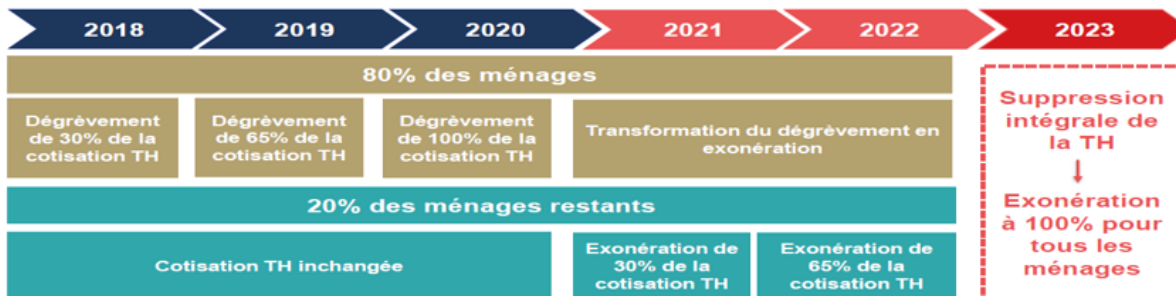 2018 2019 2020 2021 2022 2023
80% des ménages
Dégrèvement
de 30% de la
cotisation TH
Dégrèvement
de 65% de la
cotisation TH
Dégrèvement
de 100% de la
cotisation TH
Transformation du dégrèvement en
exonération
20% des ménages restants
Cotisation TH inchangée
Exonération de
30% de la
cotisation TH
Exonération de
65% de la
cotisation TH
Suppression
intégrale de
la TH
Exonération
à 100% pour
tous les
ménages